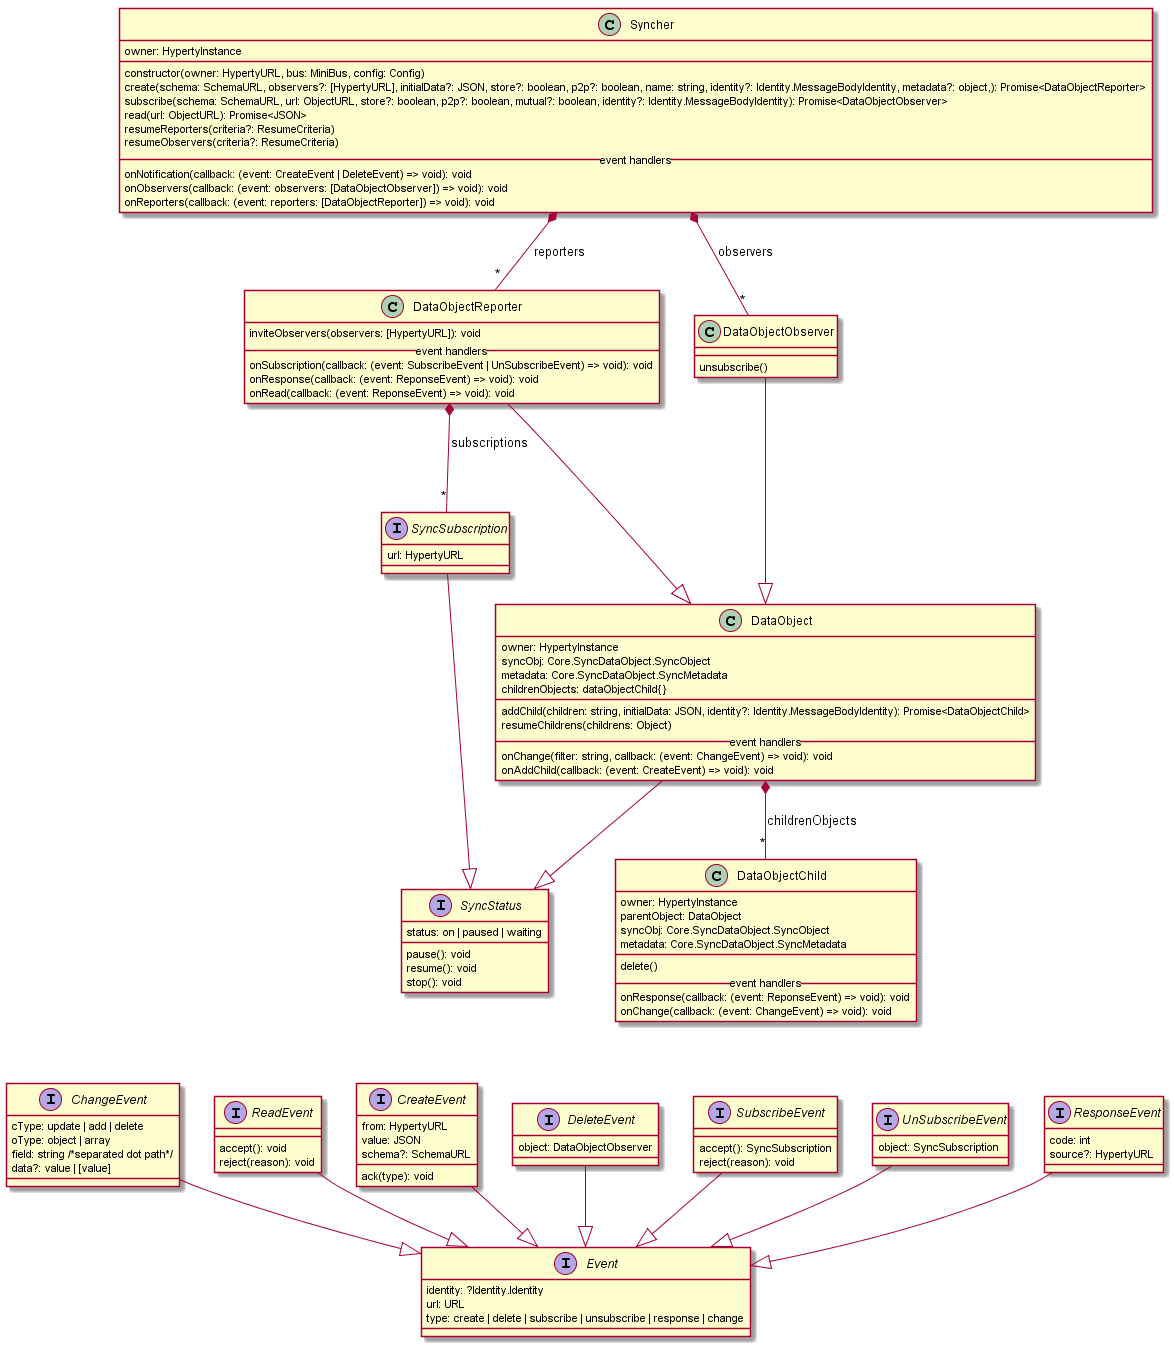 C Syncher
owner: HypertyInstance
constructor(owner: HypertyURL, bus: MiniBus, config: Config)
create(schema: SchemaURL, observers?: [HypertyURL], initialData?: JSON, store?: boolean, p2p?: boolean, name: string, identity?: Identity.MessageBodyIdentity, metadata?: object,): Promise<DataObjectReporter>
subscribe(schema: SchemaURL, url: ObjectURL, store?: boolean, p2p?: boolean, mutual?: boolean, identity?: Identity.MessageBodyIdentity): Promise<DataObjectObserver>
read(url: ObjectURL): Promise<JSON>
resumeReporters(criteria?: ResumeCriteria)
resumeObservers(criteria?: ResumeCriteria)
event handlers
onNotification(callback: (event: CreateEvent | DeleteEvent) => void): void
onObservers(callback: (event: observers: [DataObjectObserver]) => void): void
onReporters(callback: (event: reporters: [DataObjectReporter]) => void): void
reporters
*
observers
*
C DataObjectReporter
inviteObservers(observers: [HypertyURL]): void
event handlers
onSubscription(callback: (event: SubscribeEvent | UnSubscribeEvent) => void): void
onResponse(callback: (event: ReponseEvent) => void): void
onRead(callback: (event: ReponseEvent) => void): void
C DataObjectObserver
unsubscribe()
subscriptions
*
I SyncSubscription
url: HypertyURL
C DataObject
owner: HypertyInstance
syncObj: Core.SyncDataObject.SyncObject
metadata: Core.SyncDataObject.SyncMetadata
childrenObjects: dataObjectChild{}
addChild(children: string, initialData: JSON, identity?: Identity.MessageBodyIdentity): Promise<DataObjectChild>
resumeChildrens(childrens: Object)
event handlers
onChange(filter: string, callback: (event: ChangeEvent) => void): void
onAddChild(callback: (event: CreateEvent) => void): void
childrenObjects
*
I SyncStatus
status: on | paused | waiting
pause(): void
resume(): void
stop(): void
C DataObjectChild
owner: HypertyInstance
parentObject: DataObject
syncObj: Core.SyncDataObject.SyncObject
metadata: Core.SyncDataObject.SyncMetadata
delete()
event handlers
onResponse(callback: (event: ReponseEvent) => void): void
onChange(callback: (event: ChangeEvent) => void): void
I ChangeEvent
cType: update | add | delete
oType: object | array
field: string /*separated dot path*/
data?: value | [value]
I ReadEvent
accept(): void
reject(reason): void
I CreateEvent
from: HypertyURL
value: JSON
schema?: SchemaURL
ack(type): void
I DeleteEvent
object: DataObjectObserver
I SubscribeEvent
accept(): SyncSubscription
reject(reason): void
I UnSubscribeEvent
object: SyncSubscription
I ResponseEvent
code: int
source?: HypertyURL
I Event
identity: ?Identity.Identity
url: URL
type: create | delete | subscribe | unsubscribe | response | change